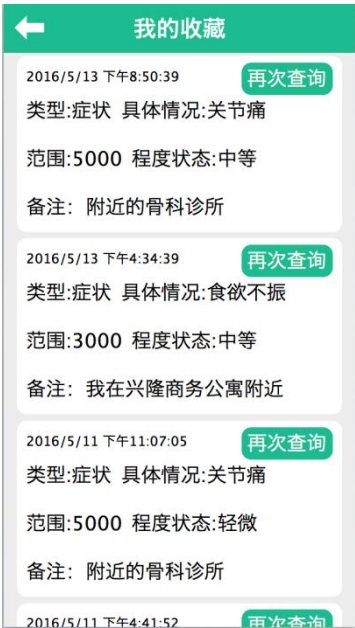 我的收藏
2016/5/13 下午8:50:39 再次查询
类型:症状 具体情况:关节痛
范围:5000 程度状态:中等
备注: 附近的骨科诊所
2016/5/13 下午4:34:39 再次查询
类型:症状 具体情况:食欲不振
范围:3000 程度状态:中等
备注: 我在兴隆商务公寓附近
2016/5/11 下午11:07:05 再次查询
类型:症状 具体情况:关节痛
范围:5000 程度状态:轻微
备注: 附近的骨科诊所
2016/5/11 下午4:41:52 再次查询